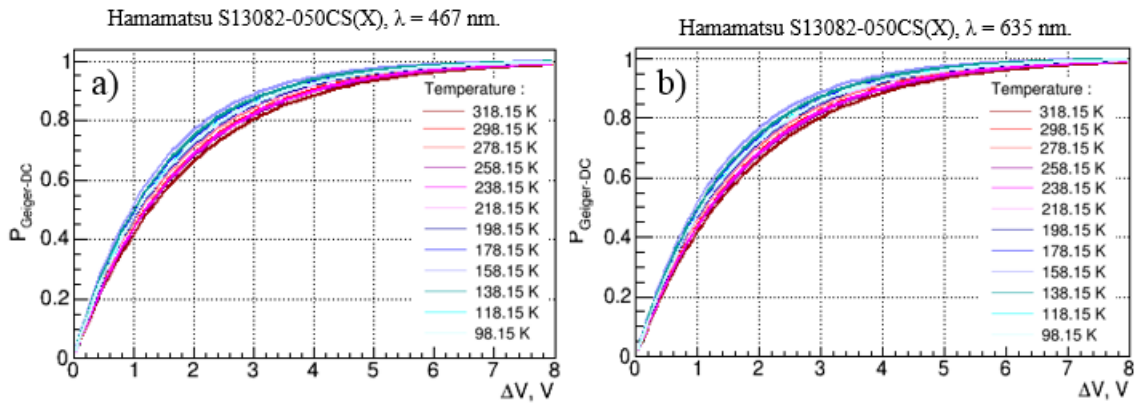 Hamamatsu S13082-050CS(X), λ = 467 nm.
a)
Temperature :
318.15 K
298.15 K
278.15 K
258.15 K
238.15 K
218.15 K
198.15 K
178.15 K
158.15 K
138.15 K
118.15 K
98.15 K
P Geiger-DC
1
0.8
0.6
0.4
0.2
0
0 1 2 3 4 5 6 7 8
ΔV, V
Hamamatsu S13082-050CS(X), λ = 635 nm.
b)
Temperature :
318.15 K
298.15 K
278.15 K
258.15 K
238.15 K
218.15 K
198.15 K
178.15 K
158.15 K
138.15 K
118.15 K
98.15 K
P Geiger-DC
1
0.8
0.6
0.4
0.2
0
0 1 2 3 4 5 6 7 8
ΔV, V